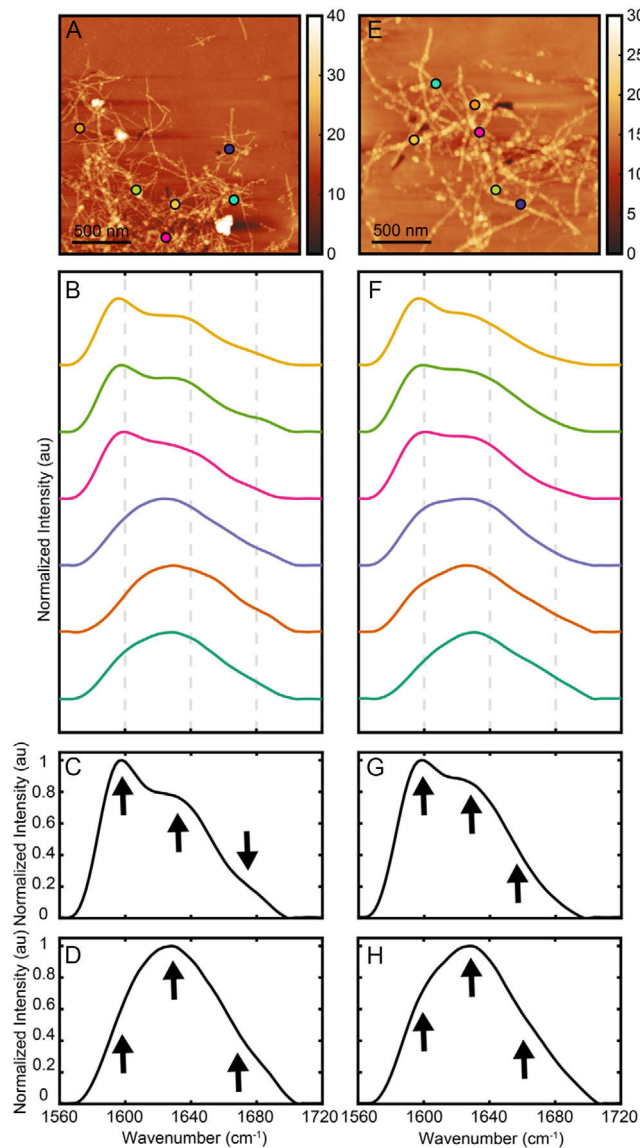 A
40
30
20
10
0
500 nm
E
30
25
20
15
10
5
0
500 nm
B
F
Normalized Intensity (au)
C
G
Normalized Intensity (au)
1
0.8
0.6
0.4
0.2
0
D
H
Normalized Intensity (au)
1
0.8
0.6
0.4
0.2
0
1560 1600 1640 1680 1720
1560 1600 1640 1680 1720
Wavenumber (cm⁻¹)
Wavenumber (cm⁻¹)